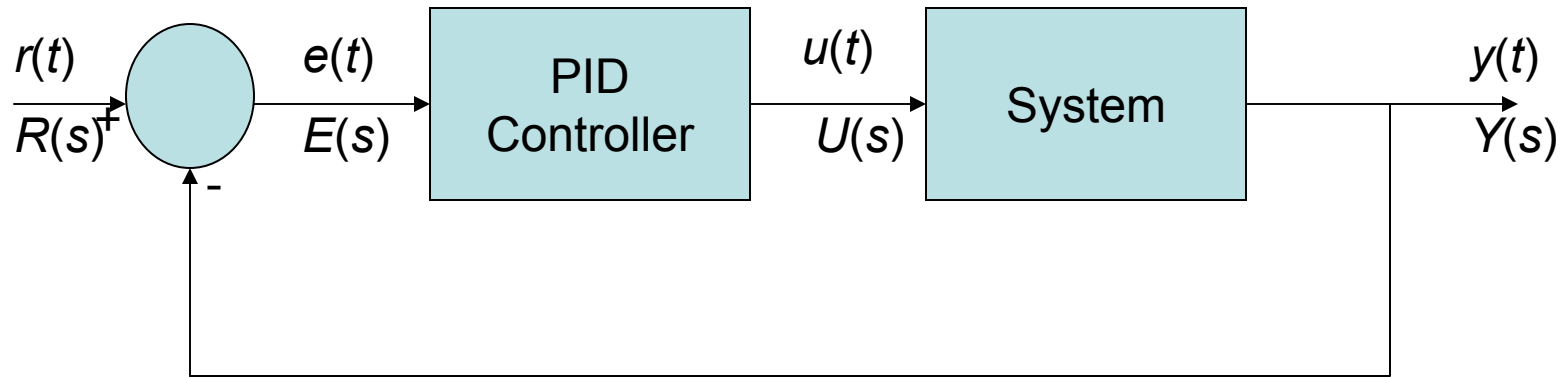 r(t)
R(s)
+
-
e(t)
E(s)
PID
Controller
u(t)
U(s)
System
y(t)
Y(s)